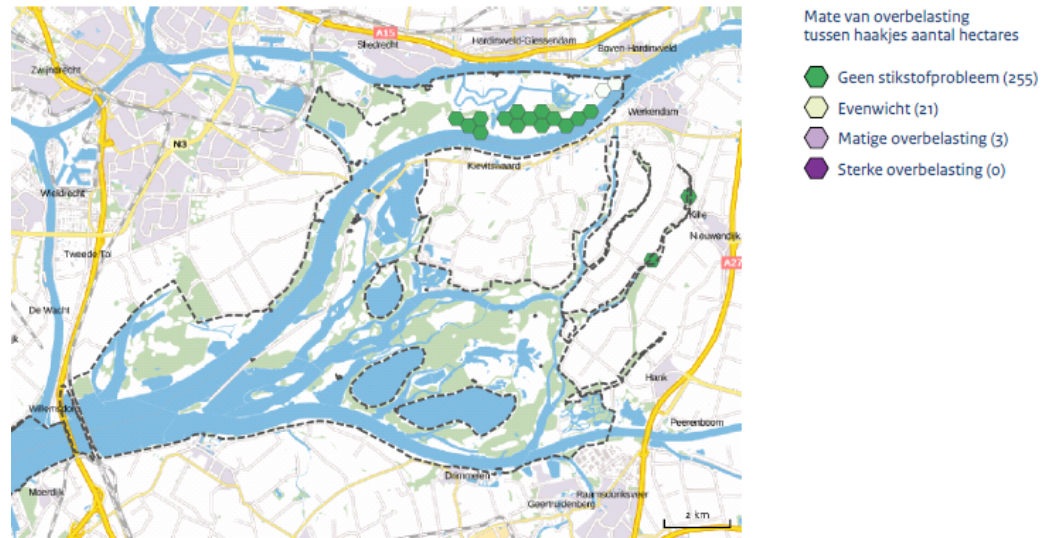 A15
Sliedrecht
Hardinxveld-Giessendam
Boven-Hardinxveld
Zwijndrecht
Werkendam
N3
Kievitswaard
Wieldrecht
Kille
Nieuwendijk
Tweede Tol
A27
De Wacht
Hank
Willemsdorp
Peerenboom
Drimmelen
Moerdijk
Raamsdonksveer
Geertruidenberg
2 km
Mate van overbelasting
tussen haakjes aantal hectares
Geen stikstofprobleem (255)
Evenwicht (21)
Matige overbelasting (3)
Sterke overbelasting (0)